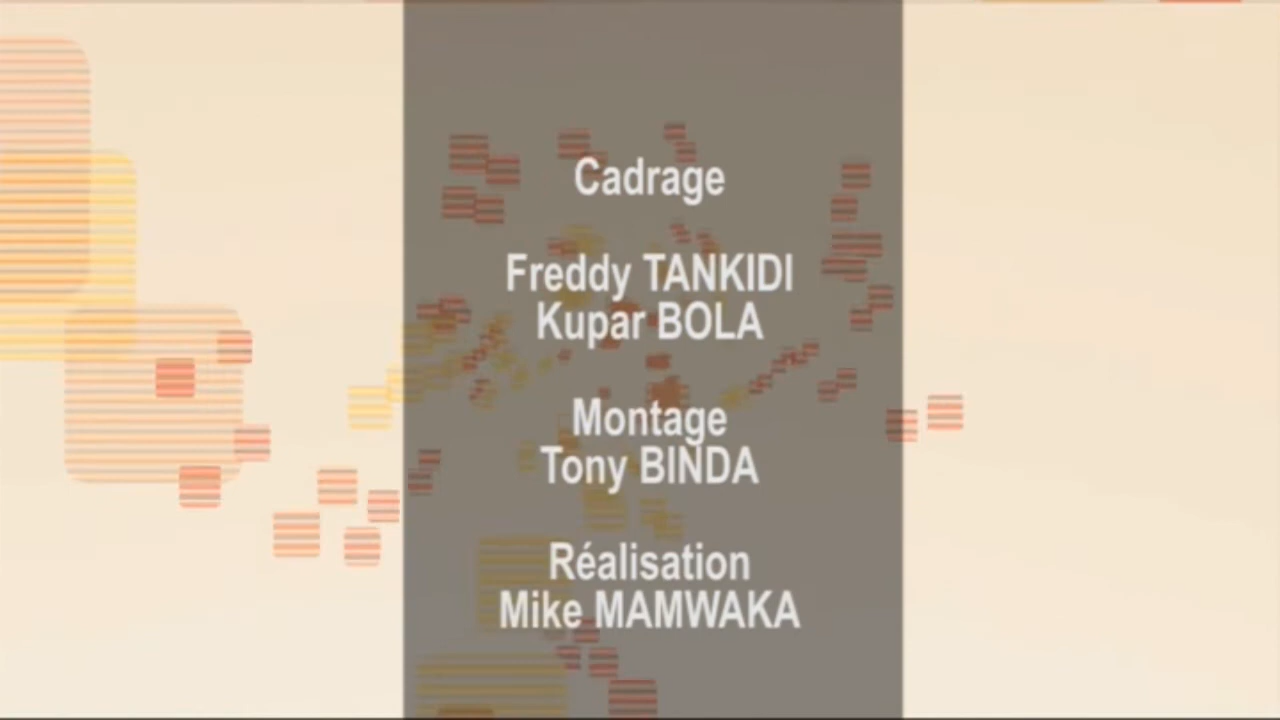 Cadrage
Freddy TANKIDI
Kupar BOLA
Montage
Tony BINDA
Réalisation
Mike MAMWAKA